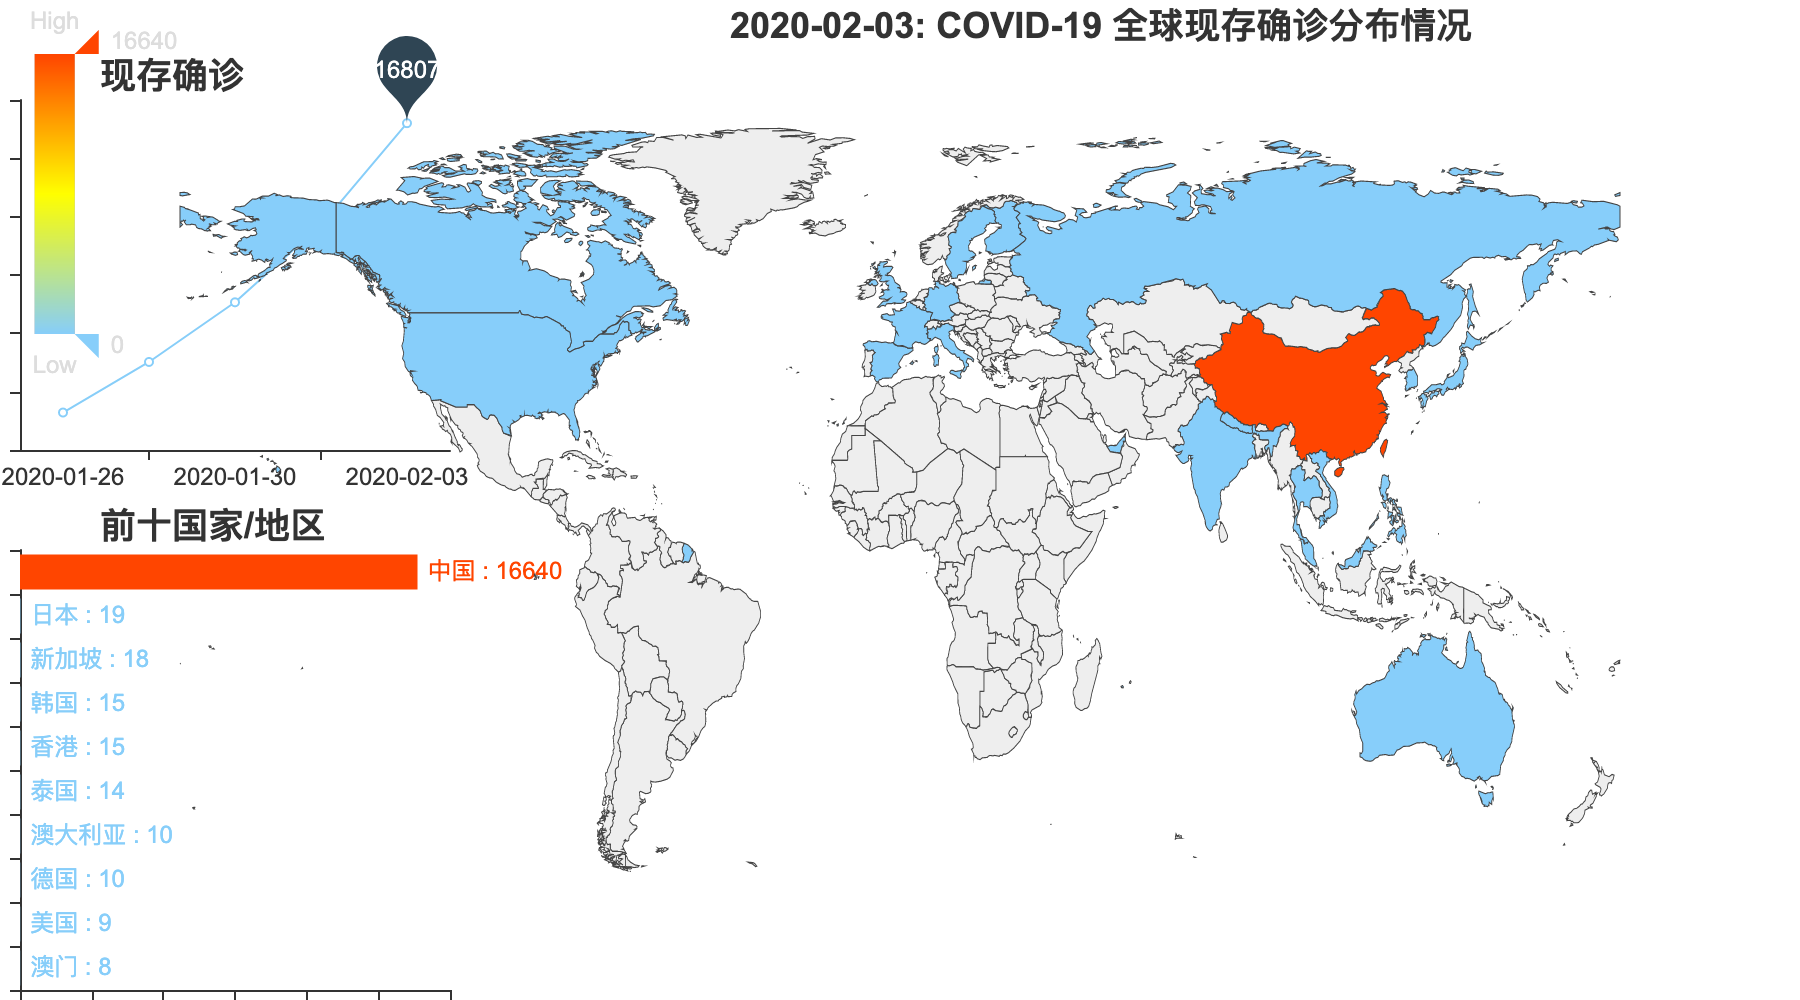 2020-02-03: COVID-19 全球现存确诊分布情况
High
16640
现存确诊
16807
0
Low
2020-01-26
2020-01-30
2020-02-03
前十国家/地区
中国 : 16640
日本 : 19
新加坡 : 18
韩国 : 15
香港 : 15
泰国 : 14
澳大利亚 : 10
德国 : 10
美国 : 9
澳门 : 8